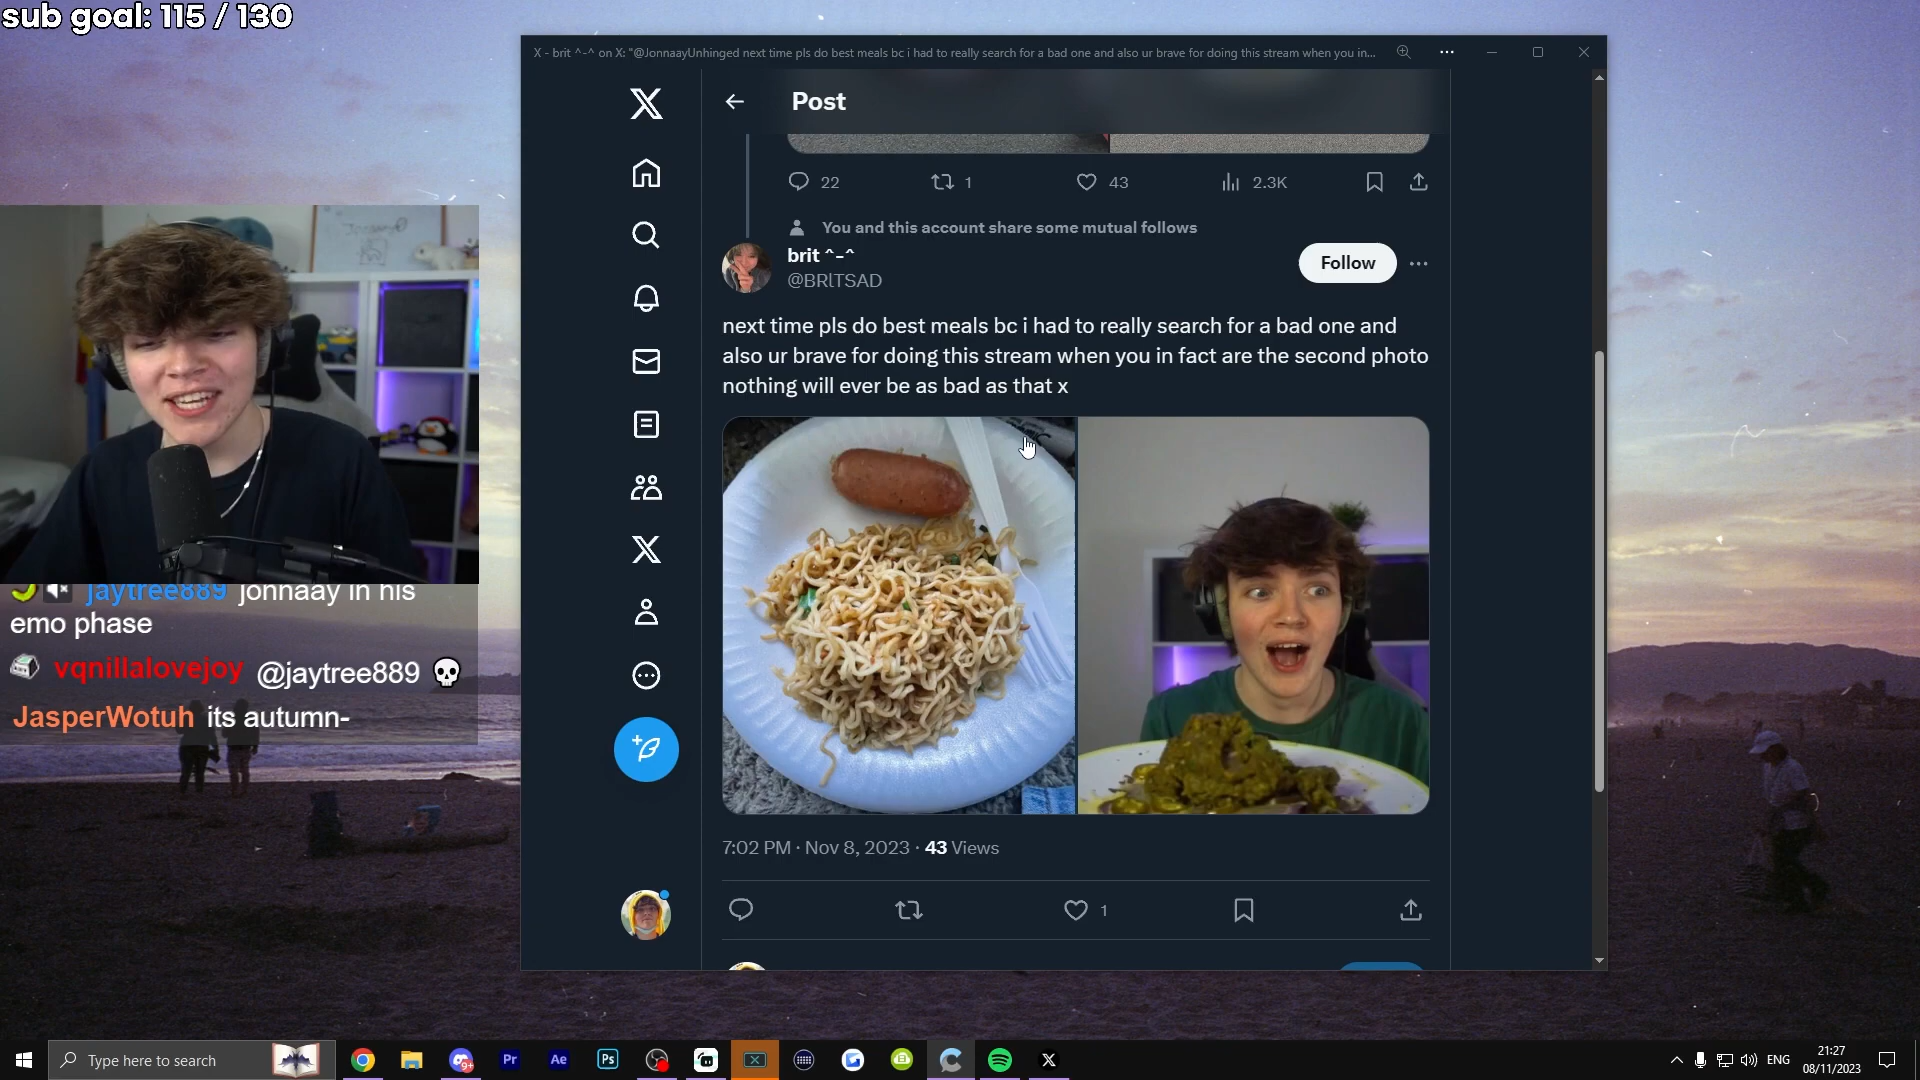 sub goal: 115 / 130
X - brit ^-^ on X: "@JonnaayUnhinged next time pls do best meals bc i had to really search for a bad one and also ur brave for doing this stream when you in...
Post
22
1
43
2.3K
You and this account share some mutual follows
brit ^-^
@BRlTSAD
Follow
next time pls do best meals bc i had to really search for a bad one and
also ur brave for doing this stream when you in fact are the second photo
nothing will ever be as bad as that x
7:02 PM · Nov 8, 2023 · 43 Views
1
jaytree889 jonnaay in his
emo phase
vqnillalovejoy @jaytree889 💀
JasperWotuh its autumn-
Type here to search
9+
Pr
Ae
Ps
ENG
21:27
08/11/2023